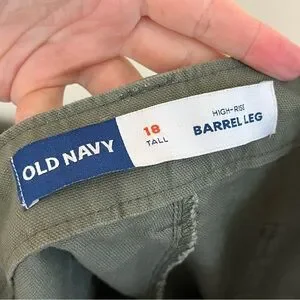 OLD NAVY
18
TALL
HIGH-RISE
BARREL LEG